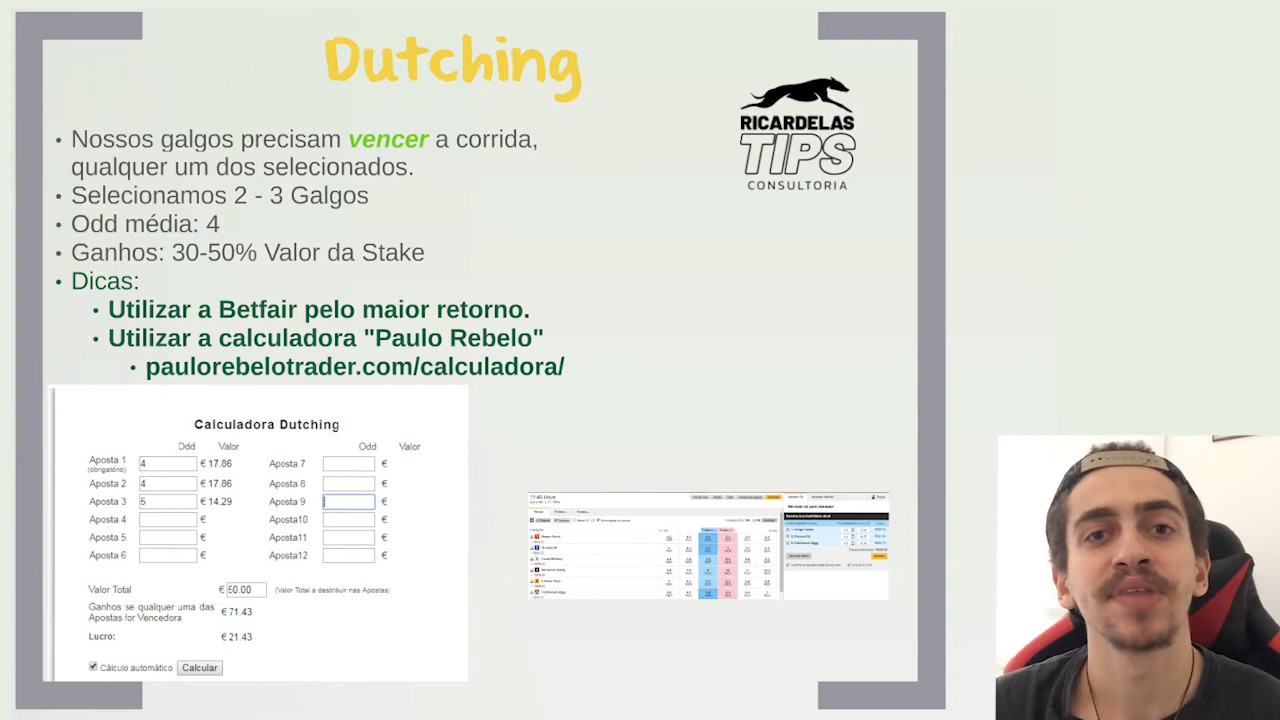 Dutching
RICARDELAS
TIPS
CONSULTORIA
• Nossos galgos precisam vencer a corrida,
qualquer um dos selecionados.
• Selecionamos 2 - 3 Galgos
• Odd média: 4
• Ganhos: 30-50% Valor da Stake
• Dicas:
• Utilizar a Betfair pelo maior retorno.
• Utilizar a calculadora "Paulo Rebelo"
• paulorebelotrader.com/calculadora/
Calculadora Dutching
Odd Valor Odd Valor
Aposta 1 4 € 17.86 Aposta 7 €
(obrigatório)
Aposta 2 4 € 17.86 Aposta 8 €
Aposta 3 5 € 14.29 Aposta 9 €
Aposta 4 € Aposta10 €
Aposta 5 € Aposta11 €
Aposta 6 € Aposta12 €
Valor Total € 50.00 (Valor Total a destribuir nas Apostas)
Ganhos se qualquer uma das
Apostas for Vencedora € 71.43
Lucro: € 21.43
Cálculo automático Calcular